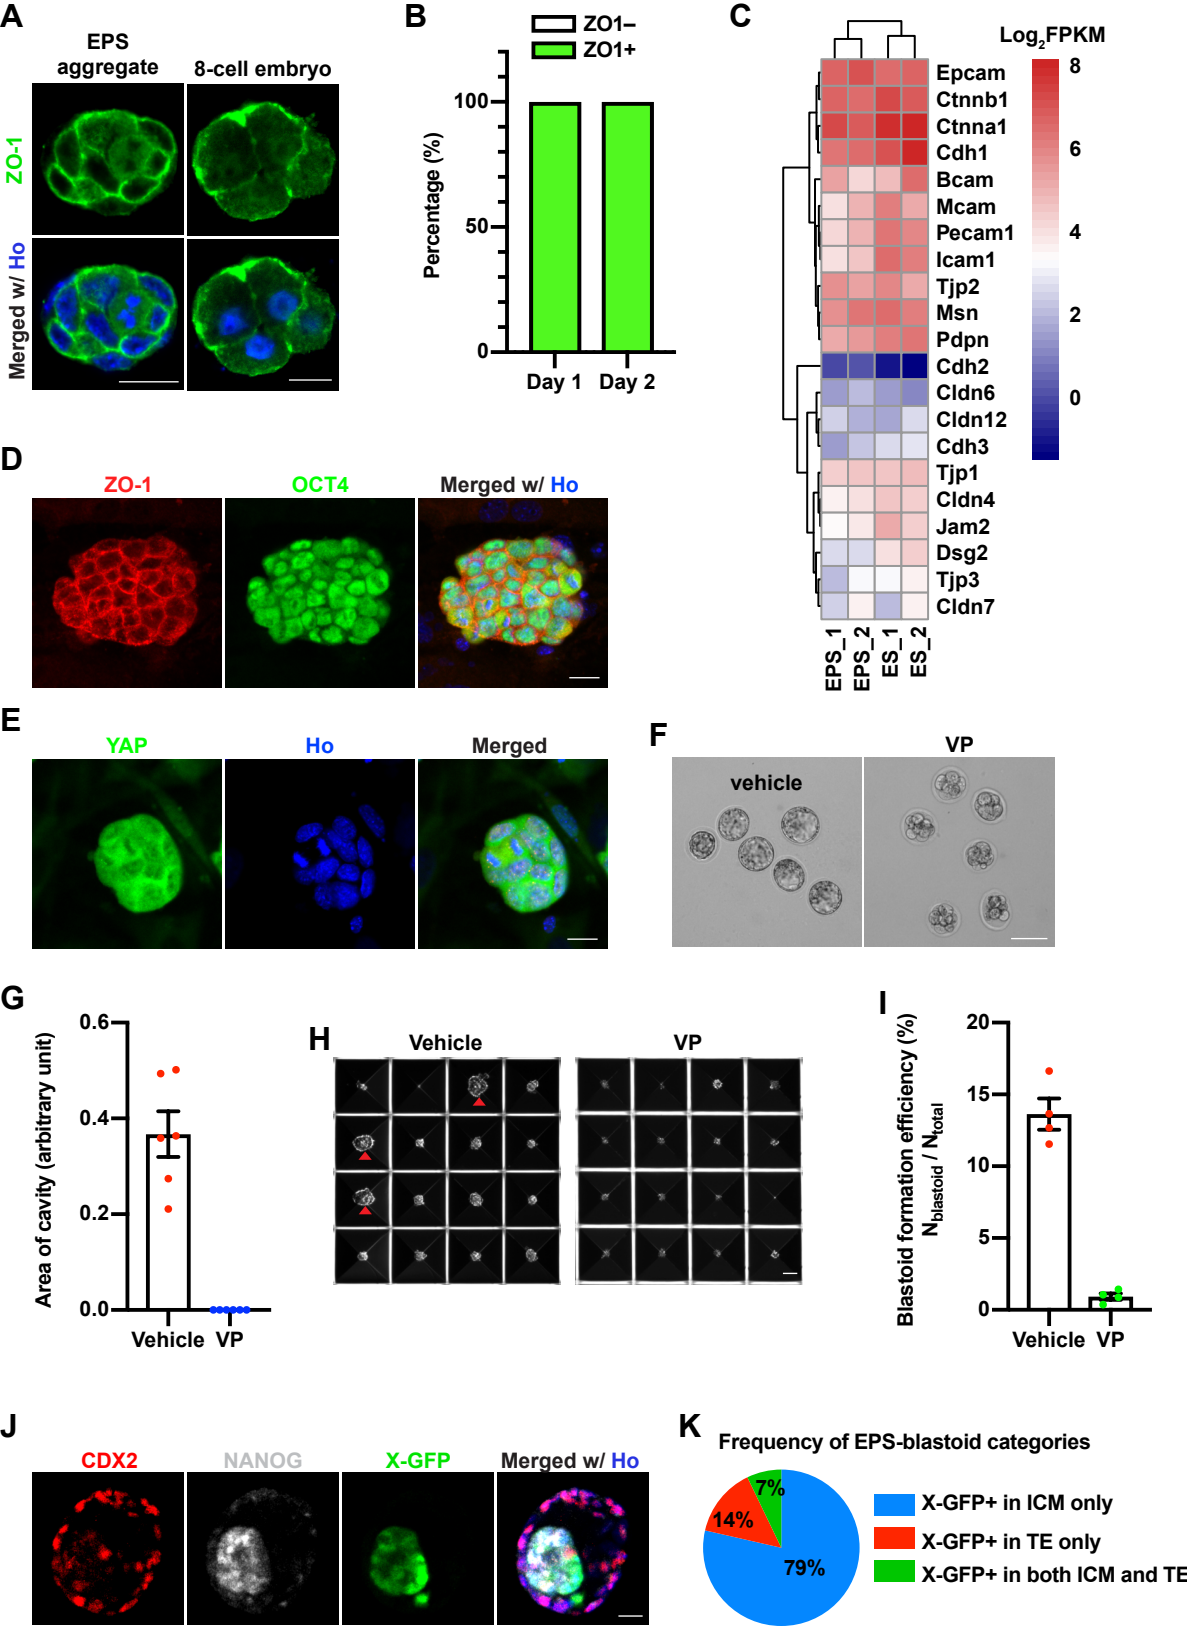 A
EPS
aggregate
8-cell embryo
ZO-1
Merged w/ Ho
B
ZO1–
ZO1+
Percentage (%)
100
50
0
Day 1 Day 2
C
Log2FPKM
8
6
4
2
0
Epcam
Ctnnb1
Ctnna1
Cdh1
Bcam
Mcam
Pecam1
Icam1
Tjp2
Msn
Pdpn
Cdh2
Cldn6
Cldn12
Cdh3
Tjp1
Cldn4
Jam2
Dsg2
Tjp3
Cldn7
EPS_1
EPS_2
ES_1
ES_2
D
ZO-1 OCT4 Merged w/ Ho
E
YAP Ho Merged
F
vehicle
VP
G
Area of cavity (arbitrary unit)
0.6
0.4
0.2
0.0
Vehicle VP
H
Vehicle VP
I
Blastoid formation efficiency (%)
Nblastoid / Ntotal
20
15
10
5
0
Vehicle VP
J
CDX2 NANOG X-GFP Merged w/ Ho
K
Frequency of EPS-blastoid categories
7%
14%
79%
X-GFP+ in ICM only
X-GFP+ in TE only
X-GFP+ in both ICM and TE